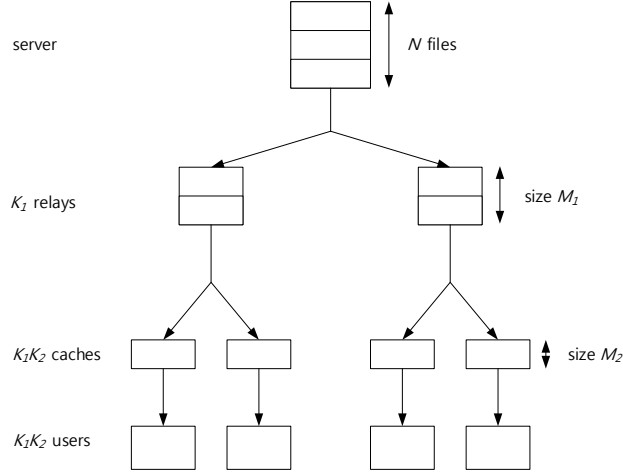 server
N files
K1 relays
size M1
K1K2 caches
size M2
K1K2 users